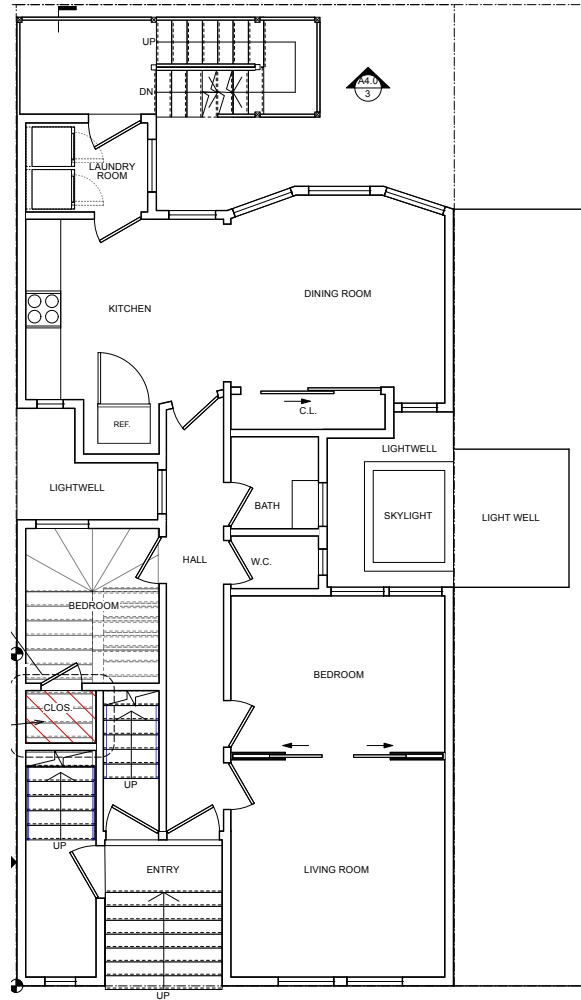 UP
DN
A4.0
3
LAUNDRY
ROOM
KITCHEN
DINING ROOM
REF.
C.L.
LIGHTWELL
LIGHTWELL
BATH
SKYLIGHT
LIGHT WELL
HALL
W.C.
BEDROOM
BEDROOM
CLOS.
UP
UP
ENTRY
LIVING ROOM
UP